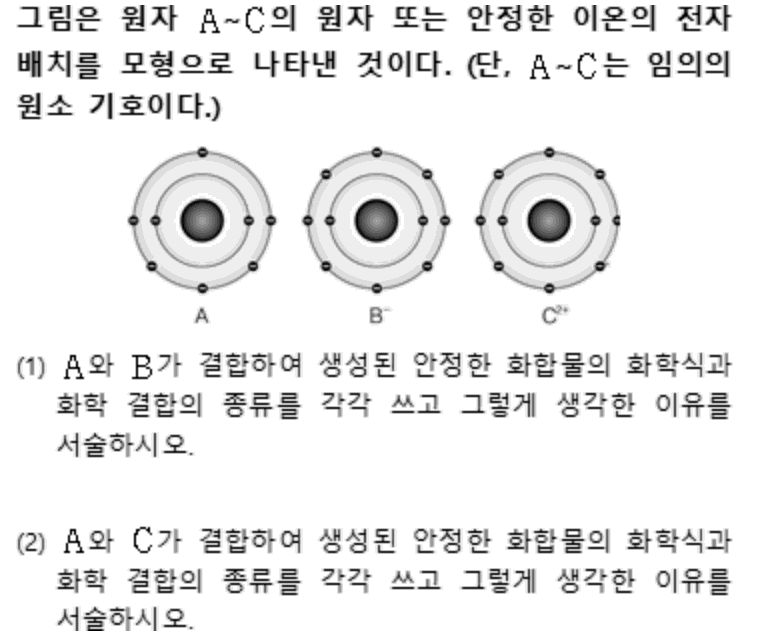 그림은 원자 A~C의 원자 또는 안정한 이온의 전자
배치를 모형으로 나타낸 것이다. (단, A~C는 임의의
원소 기호이다.)
A B⁻ C²⁺
(1) A와 B가 결합하여 생성된 안정한 화합물의 화학식과
화학 결합의 종류를 각각 쓰고 그렇게 생각한 이유를
서술하시오.
(2) A와 C가 결합하여 생성된 안정한 화합물의 화학식과
화학 결합의 종류를 각각 쓰고 그렇게 생각한 이유를
서술하시오.